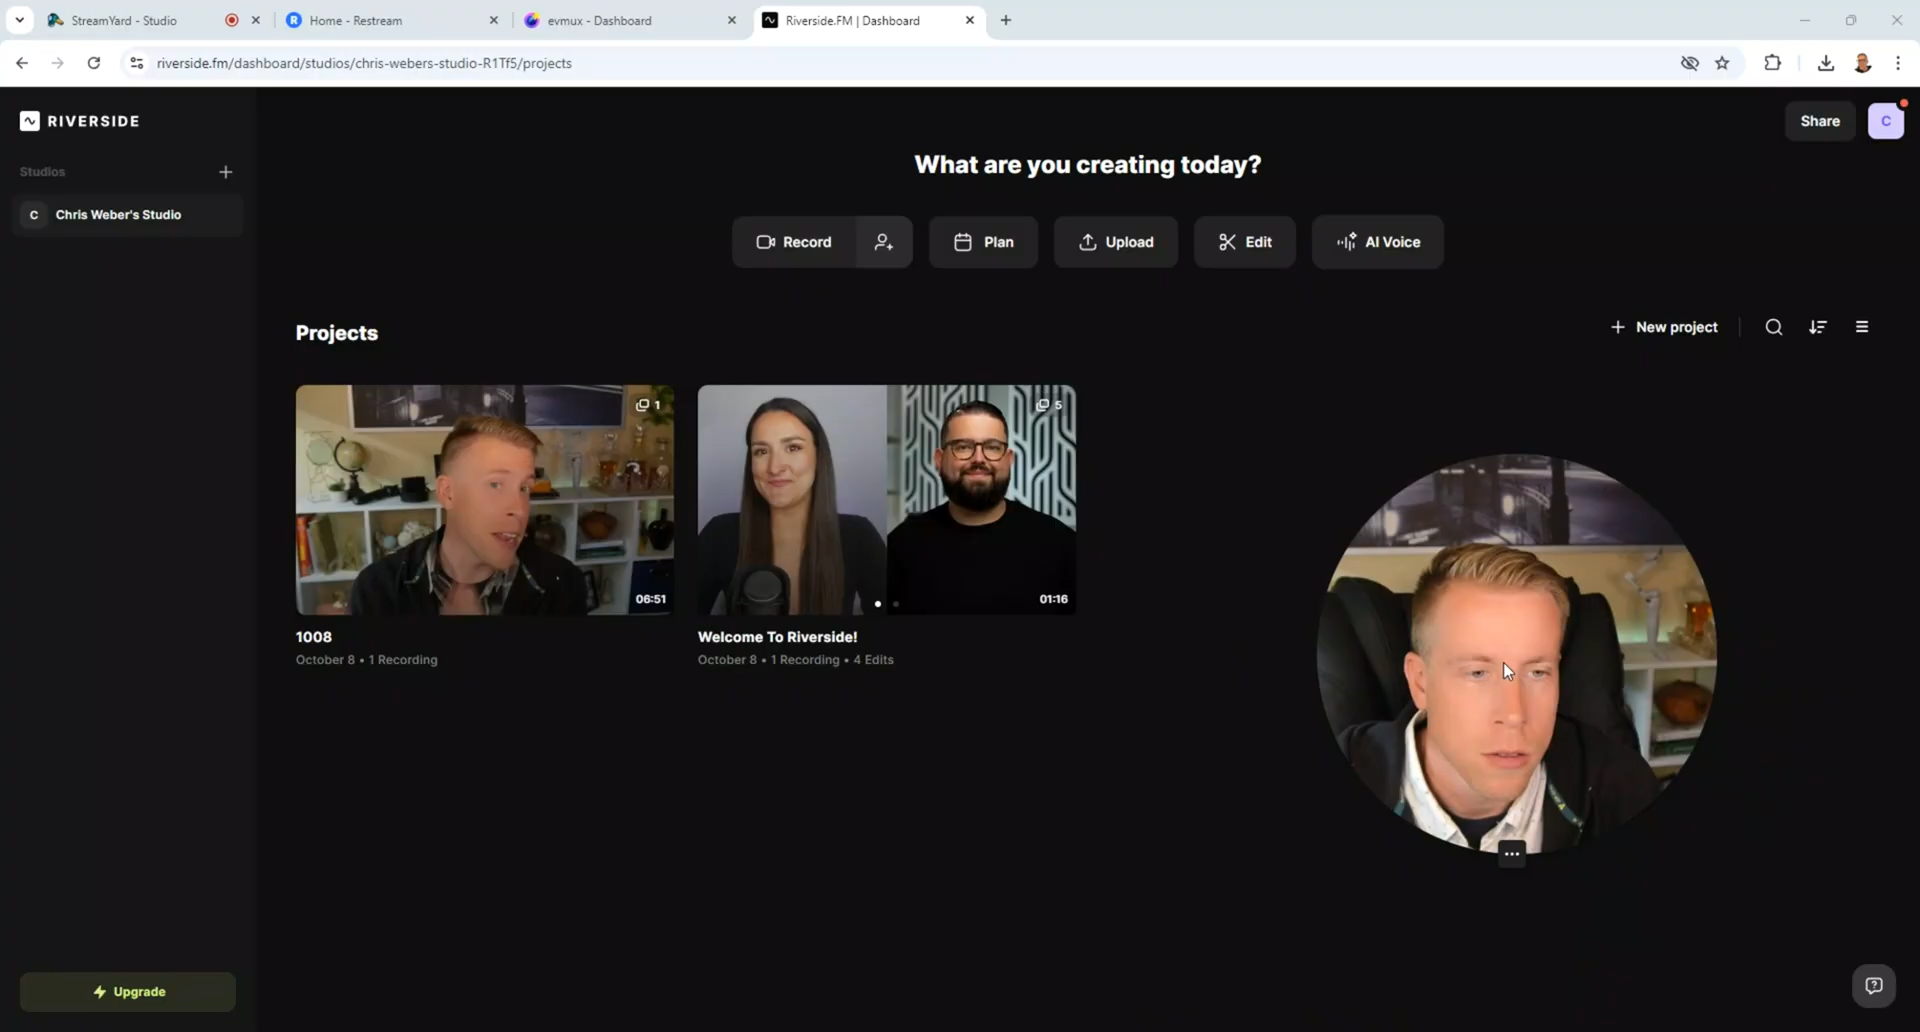 StreamYard - Studio
Home - Restream
evmux - Dashboard
Riverside.FM | Dashboard
riverside.fm/dashboard/studios/chris-webers-studio-R1Tf5/projects
RIVERSIDE
Share
C
Studios
What are you creating today?
C Chris Weber's Studio
Record
Plan
Upload
Edit
AI Voice
Projects
New project
1
5
06:51
01:16
1008
Welcome To Riverside!
October 8 • 1 Recording
October 8 • 1 Recording • 4 Edits
Upgrade